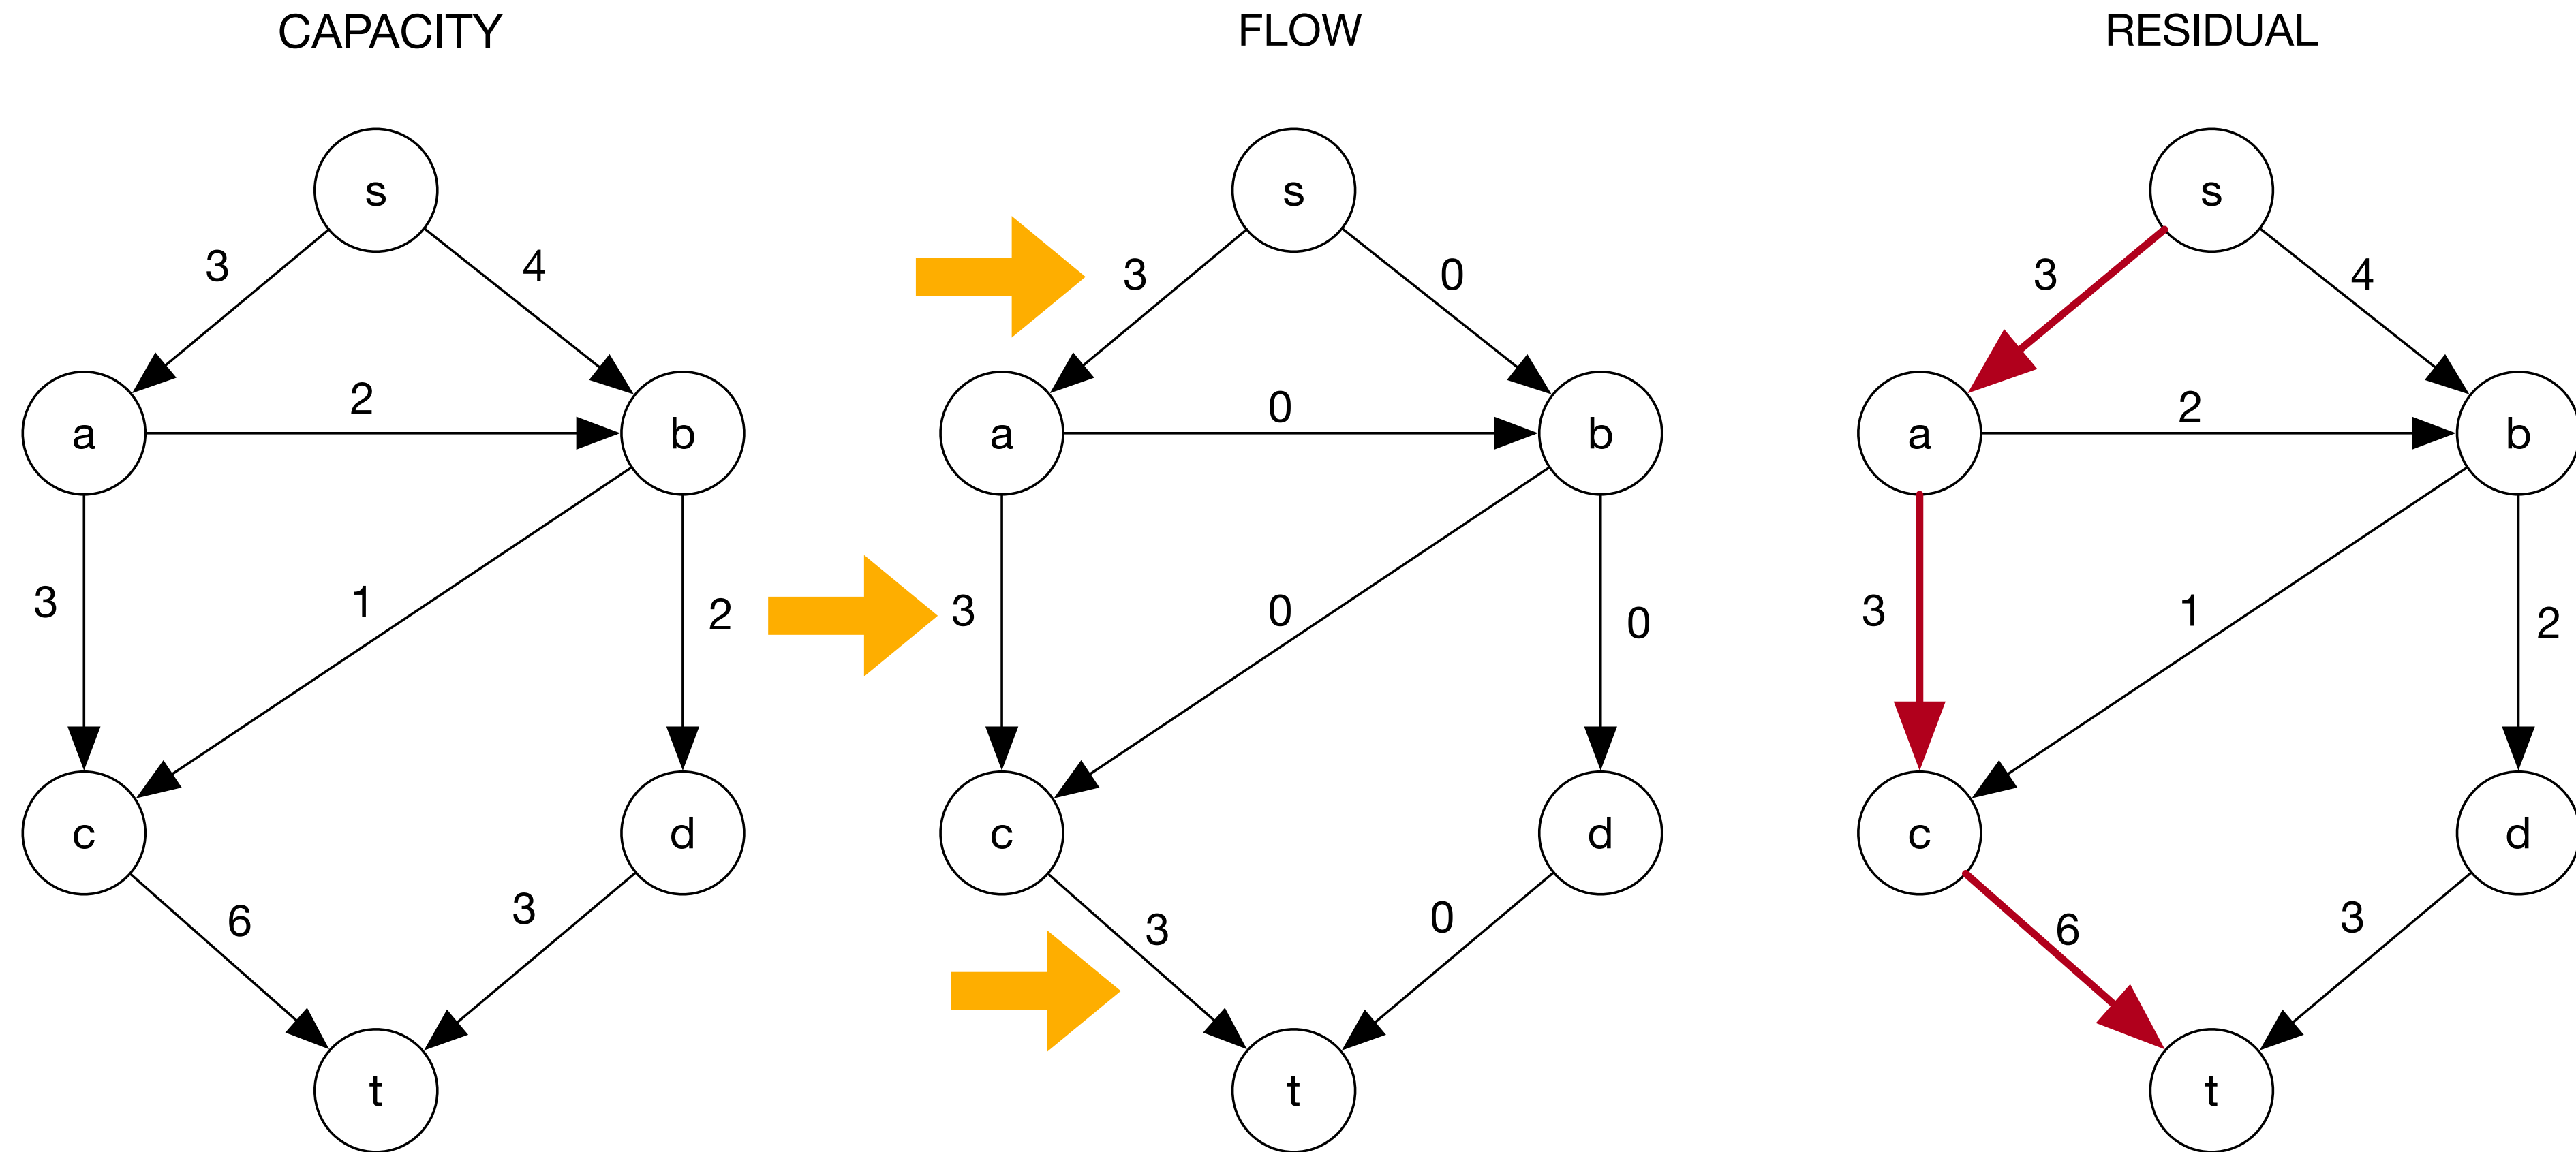 CAPACITY FLOW RESIDUAL
s s s
3 4 3 0 3 4
2 0 2
a b a b a b
3 1 2 3 0 0 3 1 2
c d c d c d
6 3 3 0 6 3
t t t